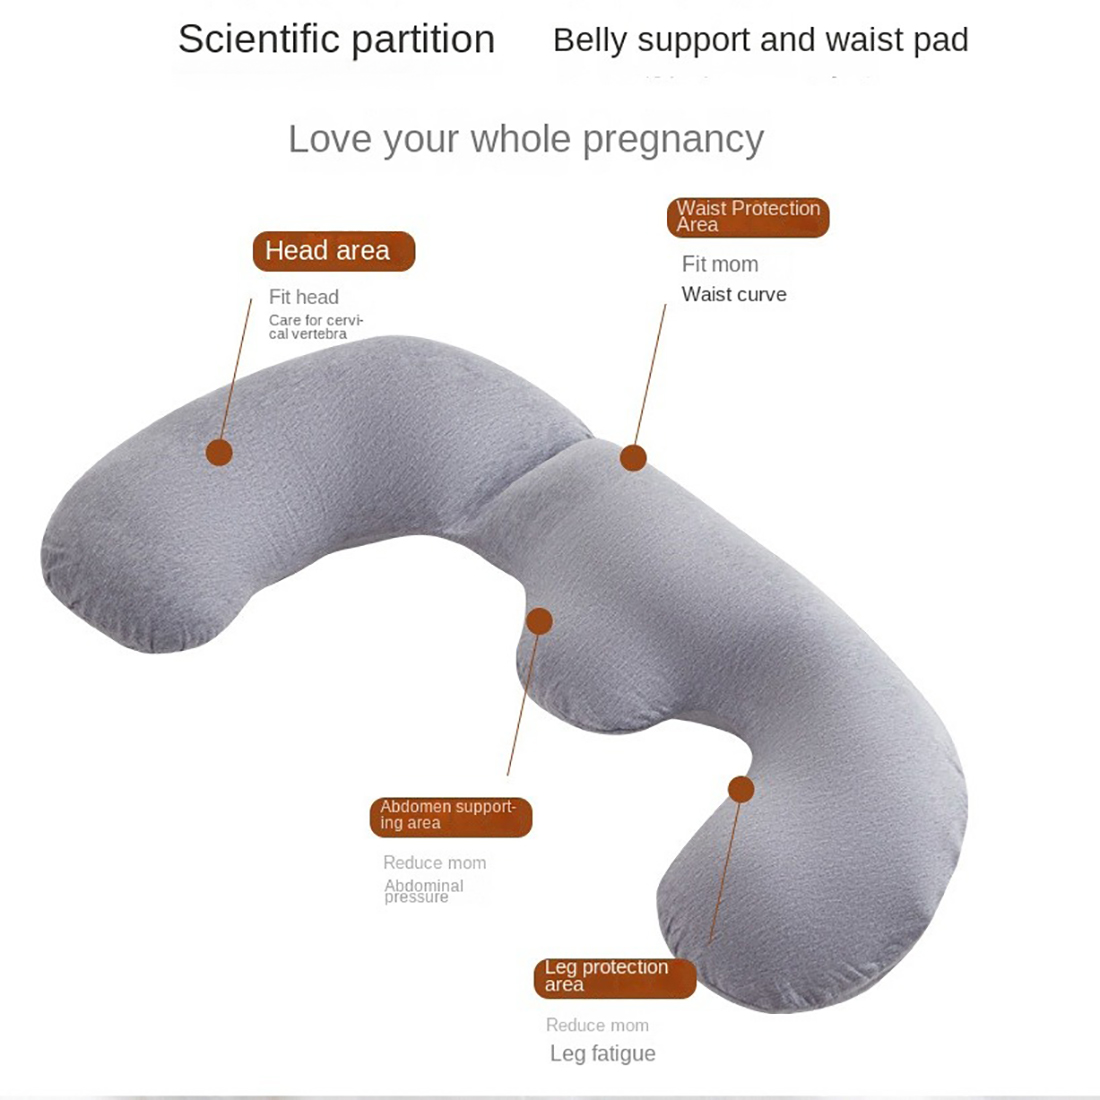 Scientific partition
Belly support and waist pad
Love your whole pregnancy
Waist Protection
Area
Fit mom
Waist curve
Head area
Fit head
Care for cervi-
cal vertebra
Abdomen support-
ing area
Reduce mom
Abdominal
pressure
Leg protection
area
Reduce mom
Leg fatigue